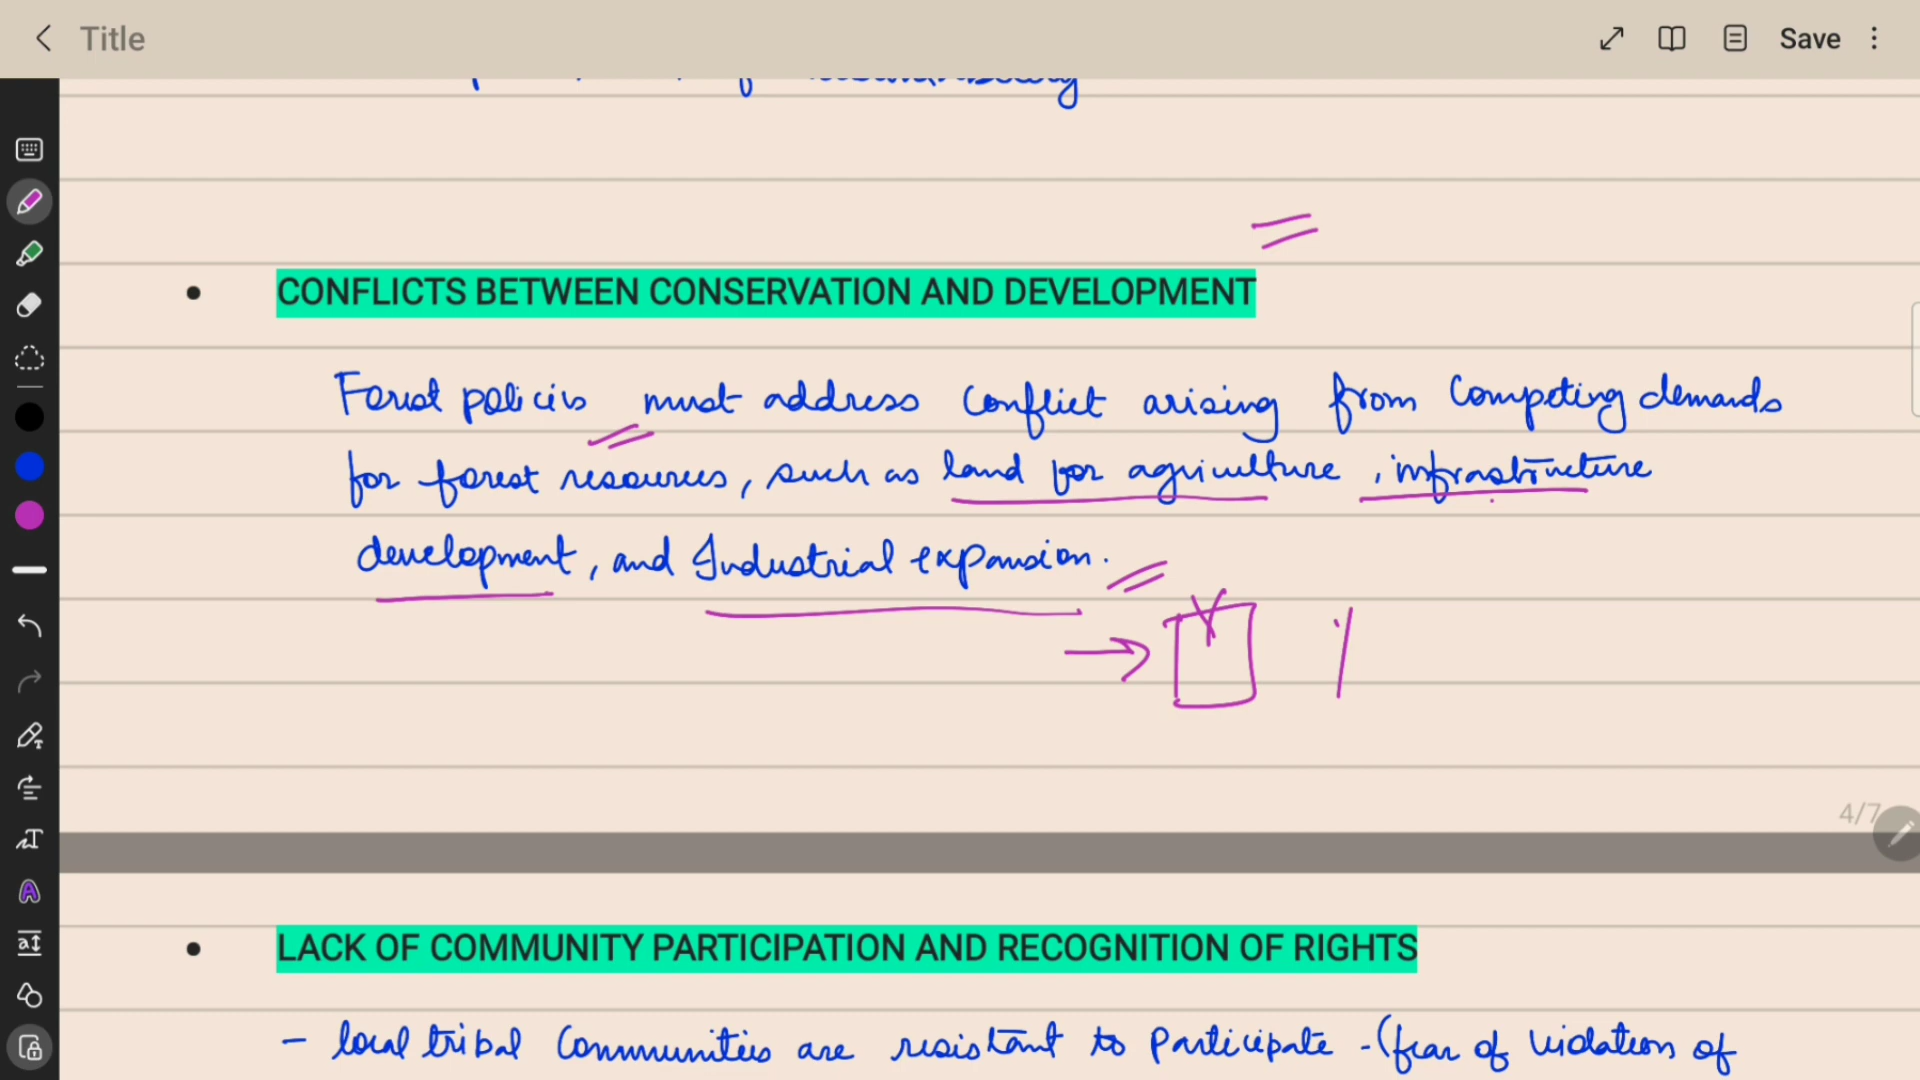 Title
Save
CONFLICTS BETWEEN CONSERVATION AND DEVELOPMENT
Forest policies must address conflict arising from competing demands
for forest resources, such as land for agriculture, infrastructure
development, and Industrial expansion.
4/7
LACK OF COMMUNITY PARTICIPATION AND RECOGNITION OF RIGHTS
- local tribal Communities are resistant to participate - (fear of violation of